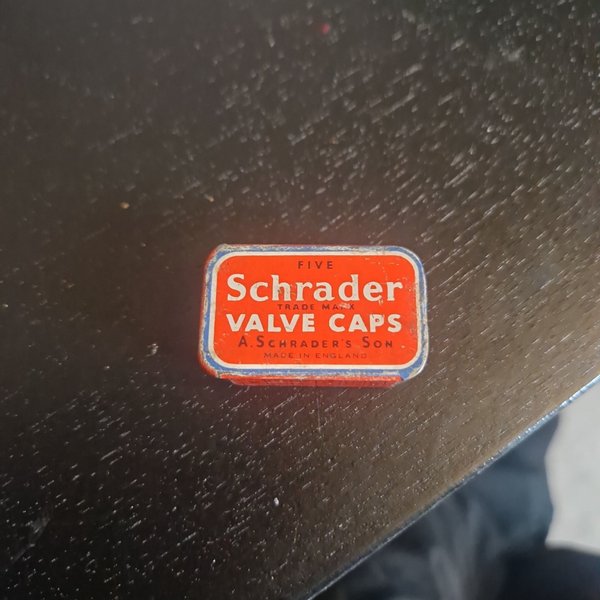 FIVE
Schrader
TRADE MARK
VALVE CAPS
A. SCHRADER'S SON
MADE IN ENGLAND